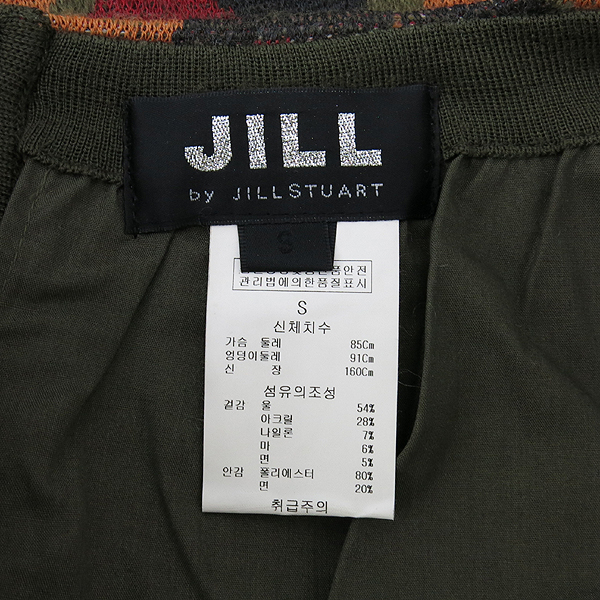 JILL
by JILLSTUART
S
관리법에의한품질표시
S
신체치수
가슴 둘레 85Cm
엉덩이둘레 91Cm
신 장 160Cm
섬유의조성
겉감 울 54%
아크릴 28%
나일론 7%
마 6%
면 5%
안감 폴리에스터 80%
면 20%
취급주의